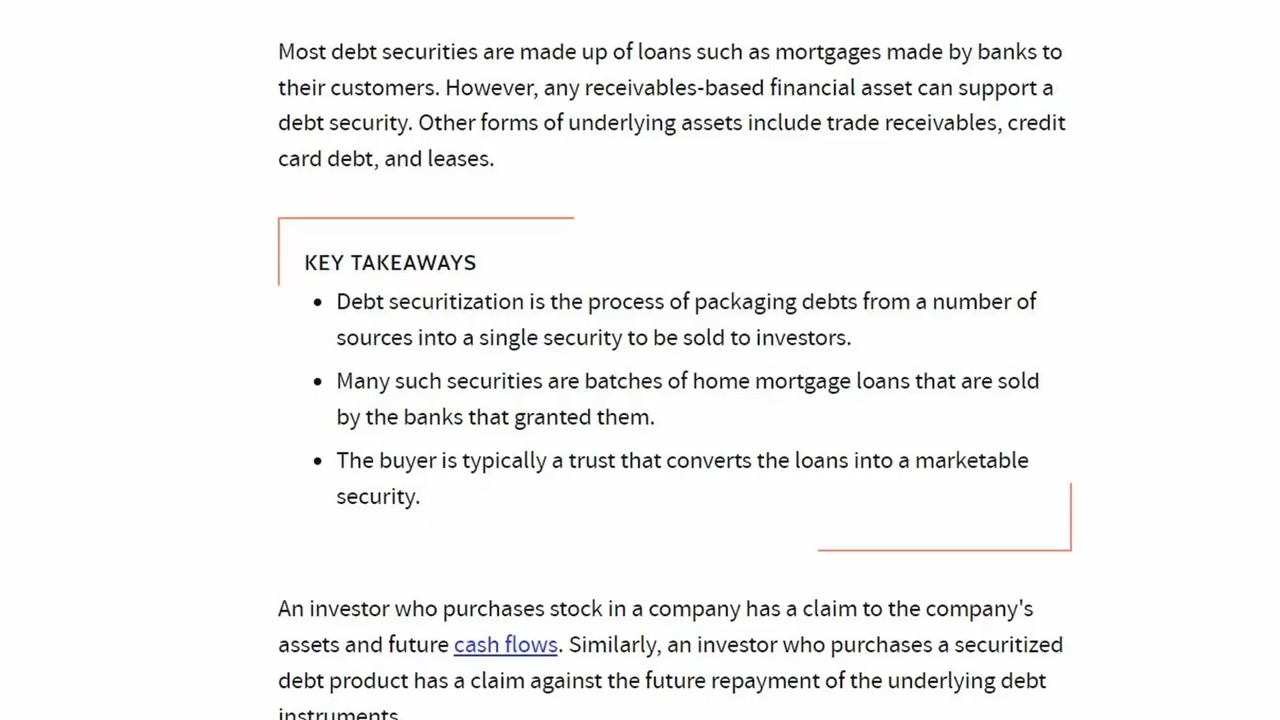 Most debt securities are made up of loans such as mortgages made by banks to
their customers. However, any receivables-based financial asset can support a
debt security. Other forms of underlying assets include trade receivables, credit
card debt, and leases.
KEY TAKEAWAYS
• Debt securitization is the process of packaging debts from a number of
sources into a single security to be sold to investors.
• Many such securities are batches of home mortgage loans that are sold
by the banks that granted them.
• The buyer is typically a trust that converts the loans into a marketable
security.
An investor who purchases stock in a company has a claim to the company's
assets and future cash flows. Similarly, an investor who purchases a securitized
debt product has a claim against the future repayment of the underlying debt
instruments.